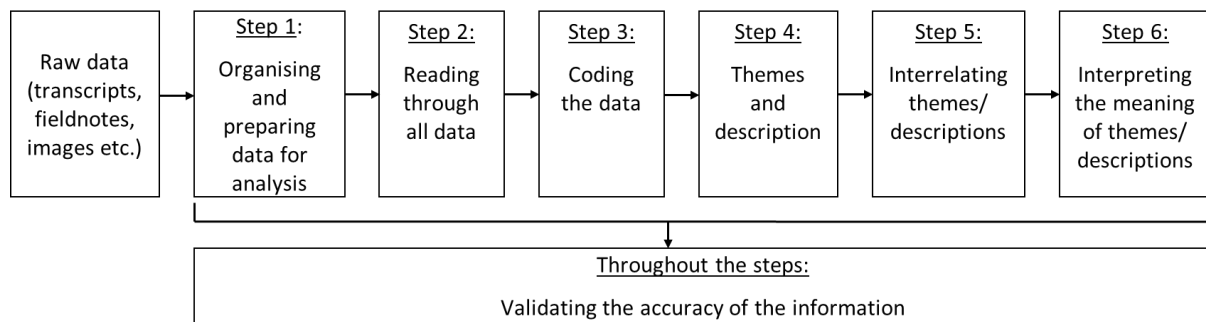 Raw data
(transcripts,
fieldnotes,
images etc.)
Step 1:
Organising
and
preparing
data for
analysis
Step 2:
Reading
through
all data
Step 3:
Coding
the data
Step 4:
Themes
and
description
Step 5:
Interrelating
themes/
descriptions
Step 6:
Interpreting
the meaning
of themes/
descriptions
Throughout the steps:
Validating the accuracy of the information